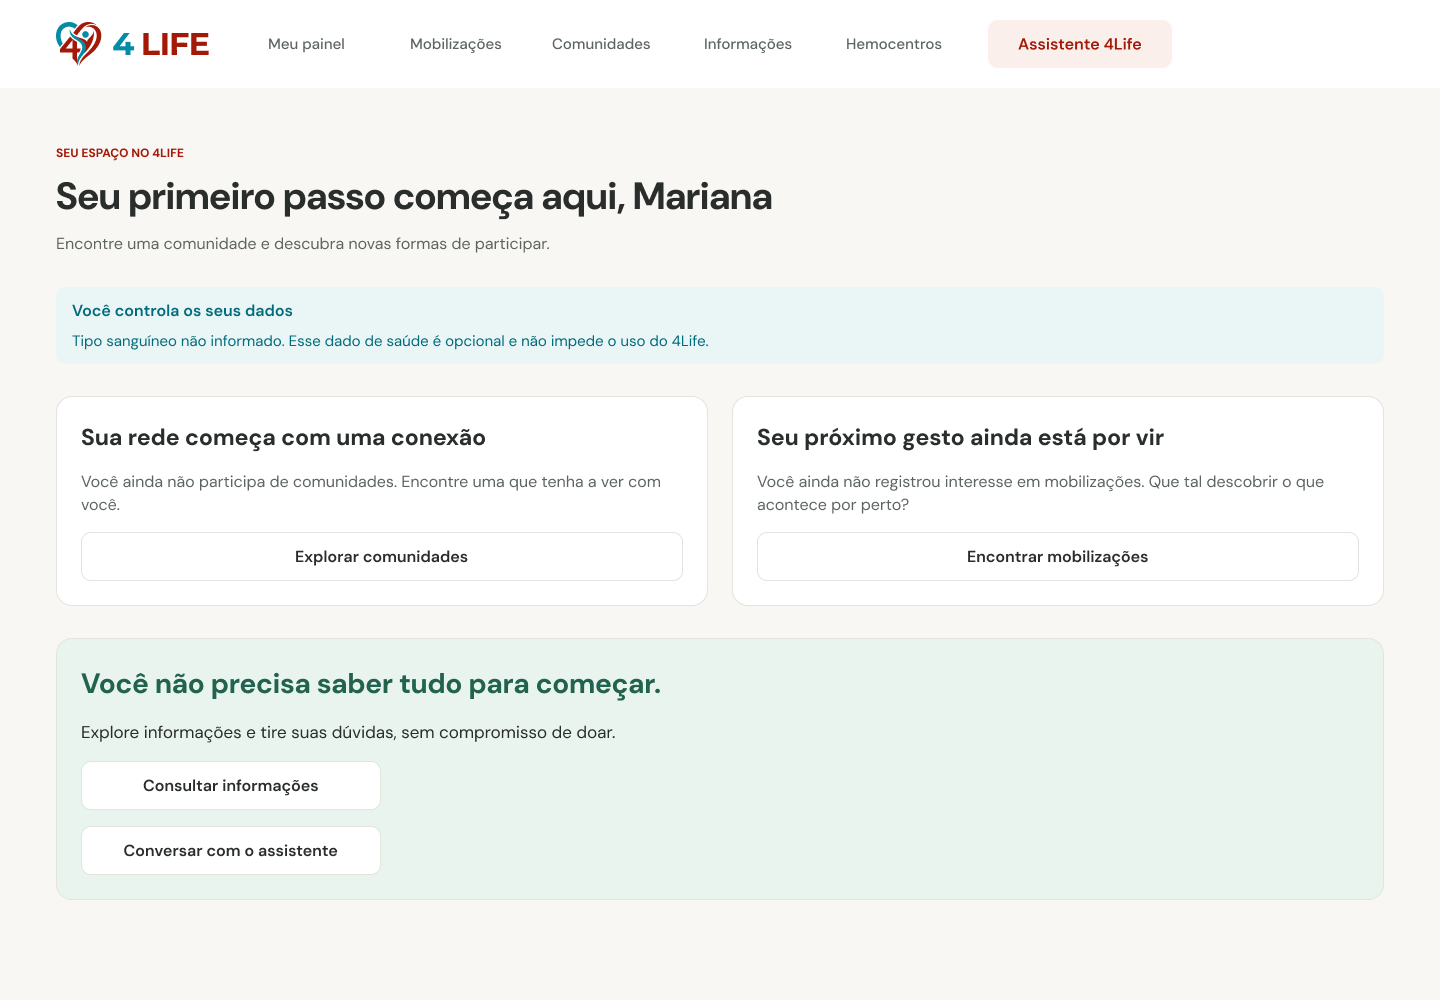 4 LIFE
Meu painel
Mobilizações
Comunidades
Informações
Hemocentros
Assistente 4Life
SEU ESPAÇO NO 4LIFE
Seu primeiro passo começa aqui, Mariana
Encontre uma comunidade e descubra novas formas de participar.
Você controla os seus dados
Tipo sanguíneo não informado. Esse dado de saúde é opcional e não impede o uso do 4Life.
Sua rede começa com uma conexão
Você ainda não participa de comunidades. Encontre uma que tenha a ver com
você.
Explorar comunidades
Seu próximo gesto ainda está por vir
Você ainda não registrou interesse em mobilizações. Que tal descobrir o que
acontece por perto?
Encontrar mobilizações
Você não precisa saber tudo para começar.
Explore informações e tire suas dúvidas, sem compromisso de doar.
Consultar informações
Conversar com o assistente